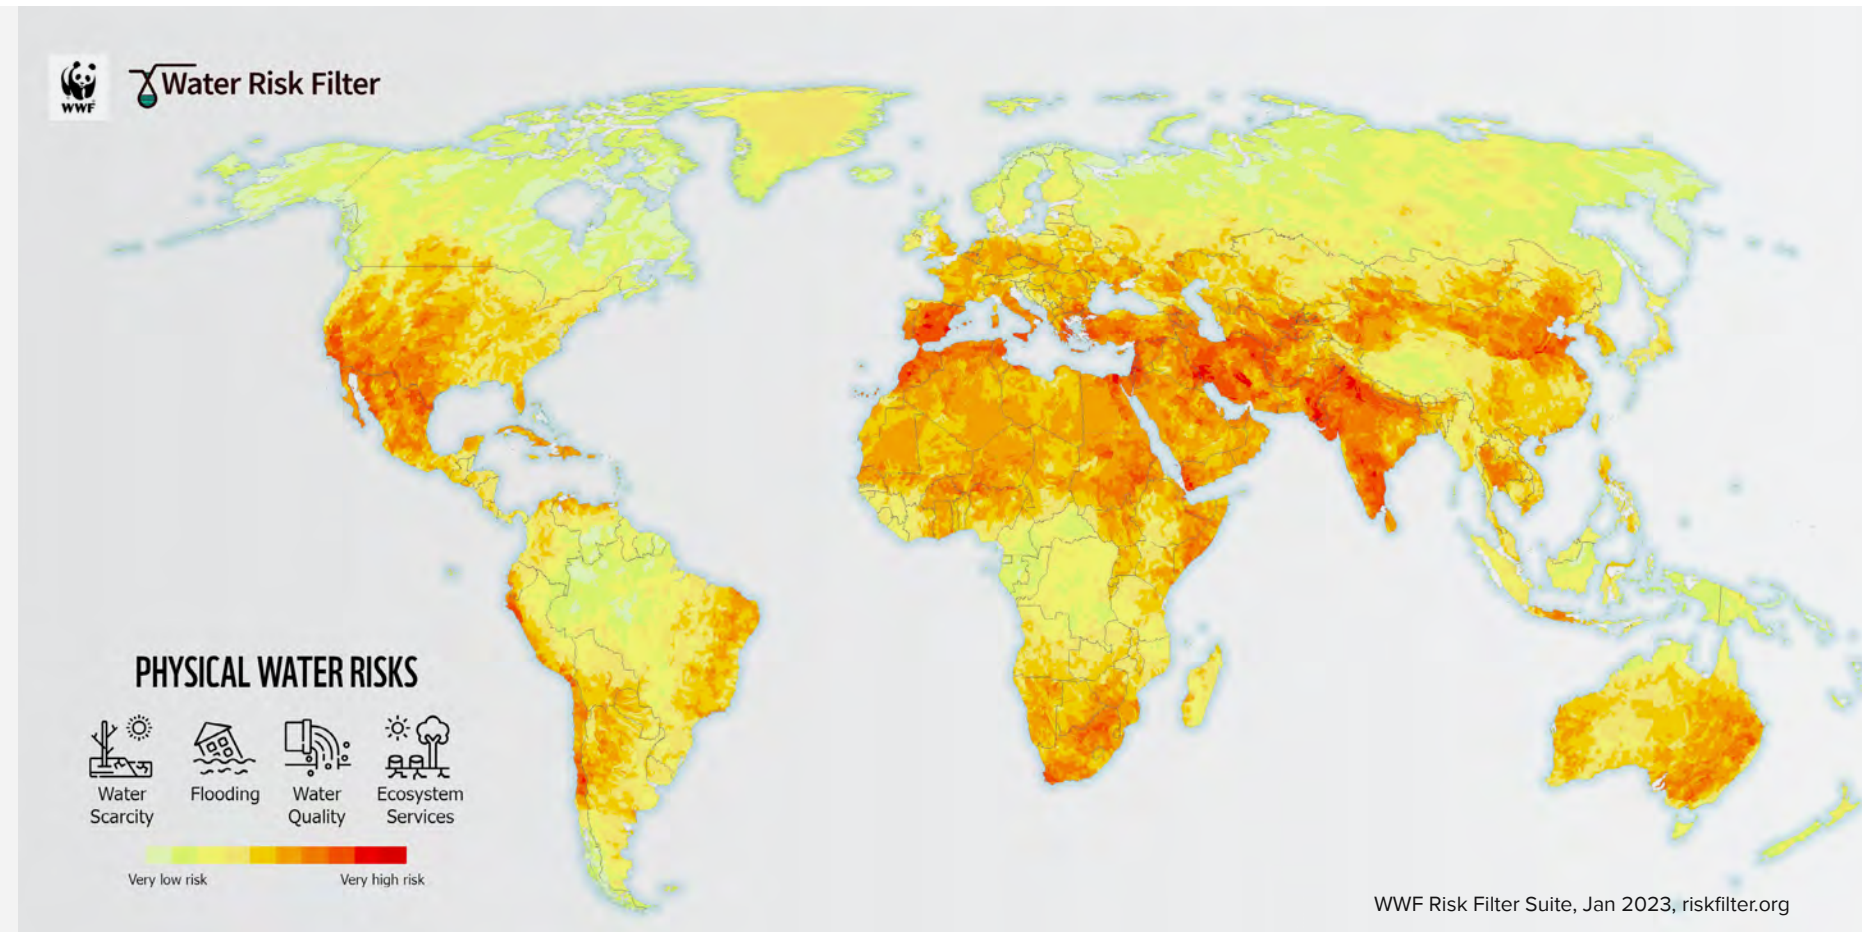 WWF
Water Risk Filter
PHYSICAL WATER RISKS
Water
Scarcity
Flooding
Water
Quality
Ecosystem
Services
Very low risk
Very high risk
WWF Risk Filter Suite, Jan 2023, riskfilter.org